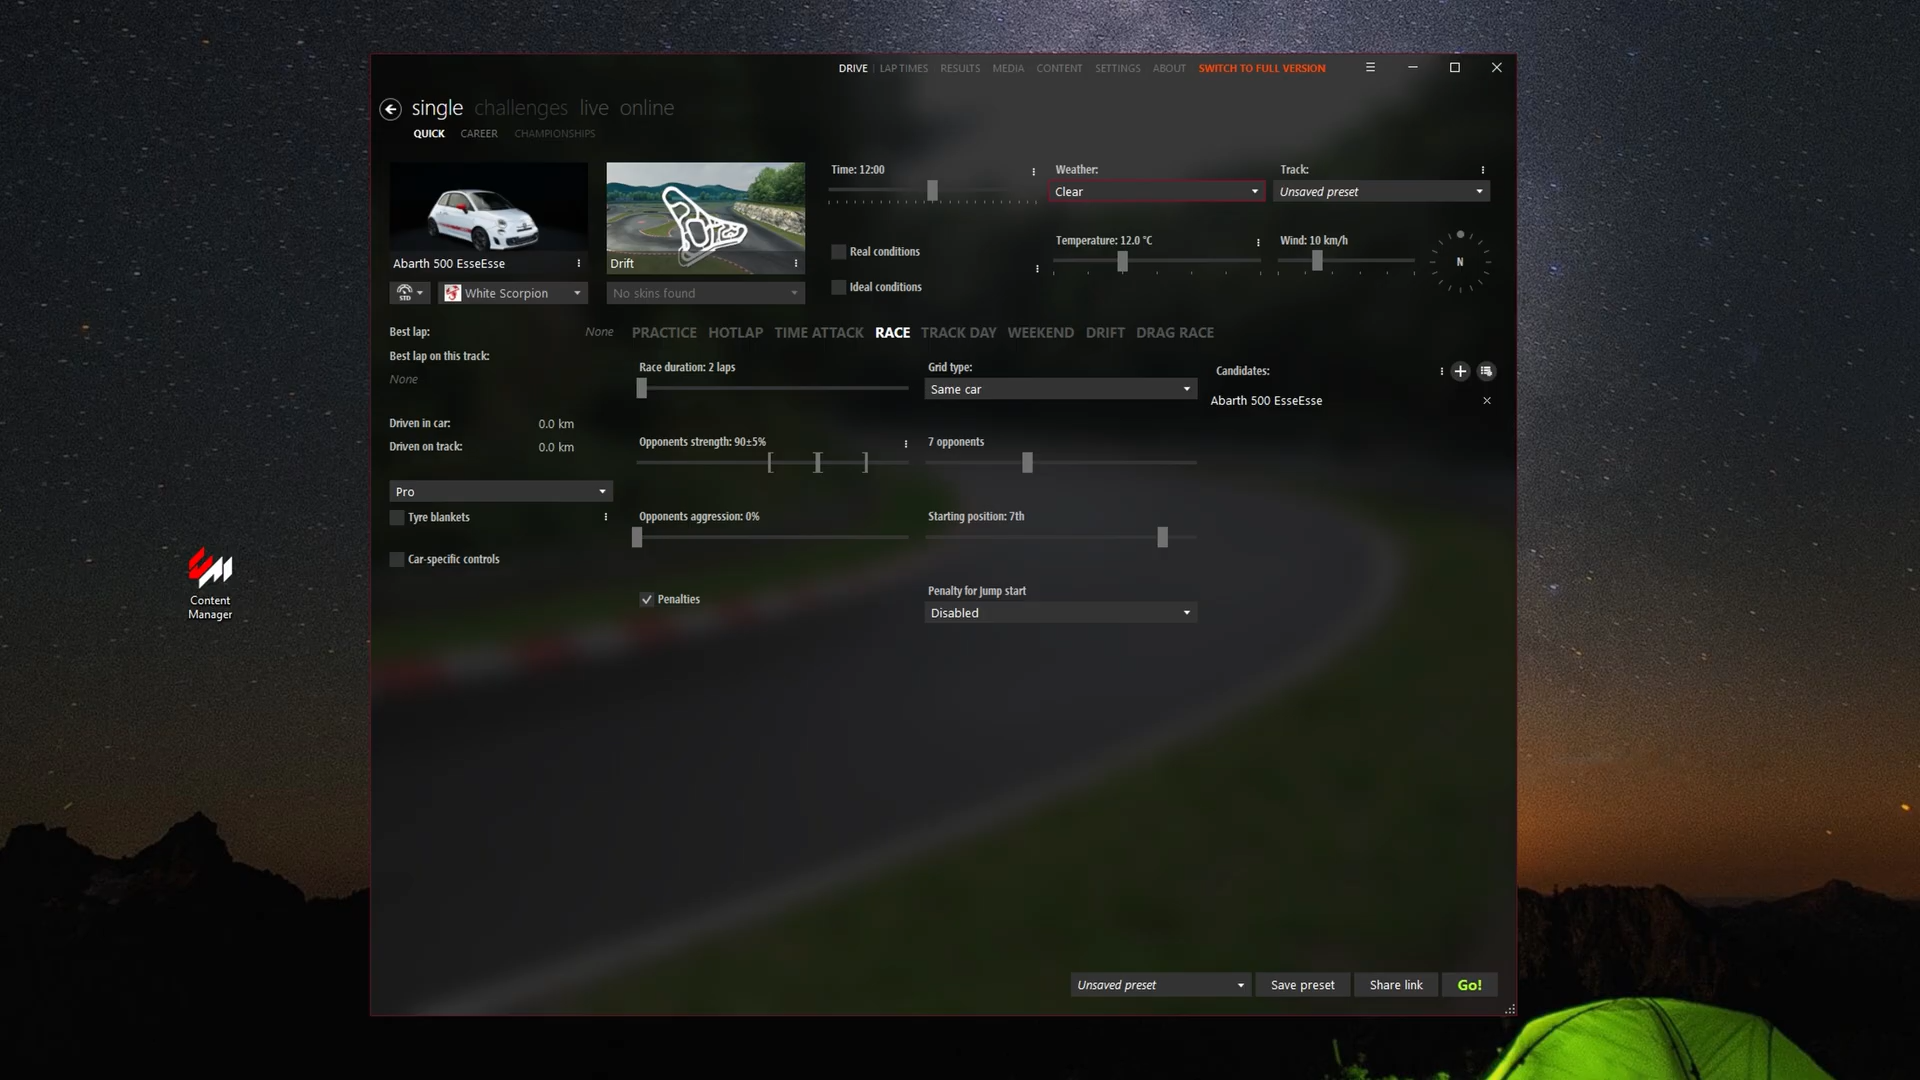 DRIVE LAP TIMES RESULTS MEDIA CONTENT SETTINGS ABOUT SWITCH TO FULL VERSION
single challenges live online
QUICK CAREER CHAMPIONSHIPS
Time: 12:00
Weather:
Track:
Clear
Unsaved preset
Abarth 500 EsseEsse
Drift
Real conditions
Temperature: 12.0 °C
Wind: 10 km/h
N
Ideal conditions
STD
White Scorpion
No skins found
Best lap: None
PRACTICE HOTLAP TIME ATTACK RACE TRACK DAY WEEKEND DRIFT DRAG RACE
Best lap on this track:
None
Race duration: 2 laps
Grid type:
Same car
Candidates:
Abarth 500 EsseEsse
Driven in car: 0.0 km
Driven on track: 0.0 km
Opponents strength: 90±5%
7 opponents
Pro
Tyre blankets
Car-specific controls
Opponents aggression: 0%
Starting position: 7th
Penalties
Penalty for jump start
Disabled
Content
Manager
Unsaved preset
Save preset
Share link
Go!